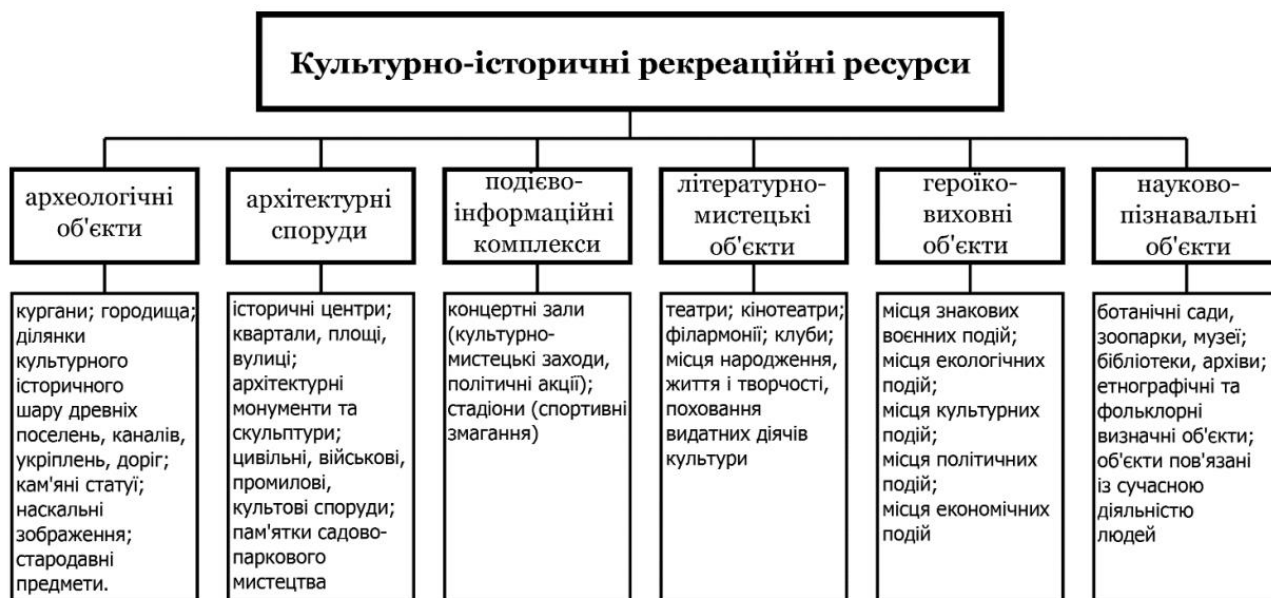 Культурно-історичні рекреаційні ресурси
археологічні
об'єкти
архітектурні
споруди
подієво-
інформаційні
комплекси
літературно-
мистецькі
об'єкти
героїко-
виховні
об'єкти
науково-
пізнавальні
об'єкти
кургани; городища;
ділянки
культурного
історичного
шару древніх
поселень, каналів,
укріплень, доріг;
кам'яні статуї;
наскальні
зображення;
стародавні
предмети.
історичні центри;
квартали, площі,
вулиці;
архітектурні
монументи та
скульптури;
цивільні, військові,
промилові,
культові споруди;
пам'ятки садово-
паркового
мистецтва
концертні зали
(культурно-
мистецькі заходи,
політичні акції);
стадіони (спортивні
змагання)
театри; кінотеатри;
філармонії; клуби;
місця народження,
життя і творчості,
поховання
видатних діячів
культури
місця знакових
воєнних подій;
місця екологічних
подій;
місця культурних
подій;
місця політичних
подій;
місця економічних
подій
ботанічні сади,
зоопарки, музеї;
бібліотеки, архіви;
етнографічні та
фольклорні
визначні об'єкти;
об'єкти пов'язані
із сучасною
діяльністю
людей